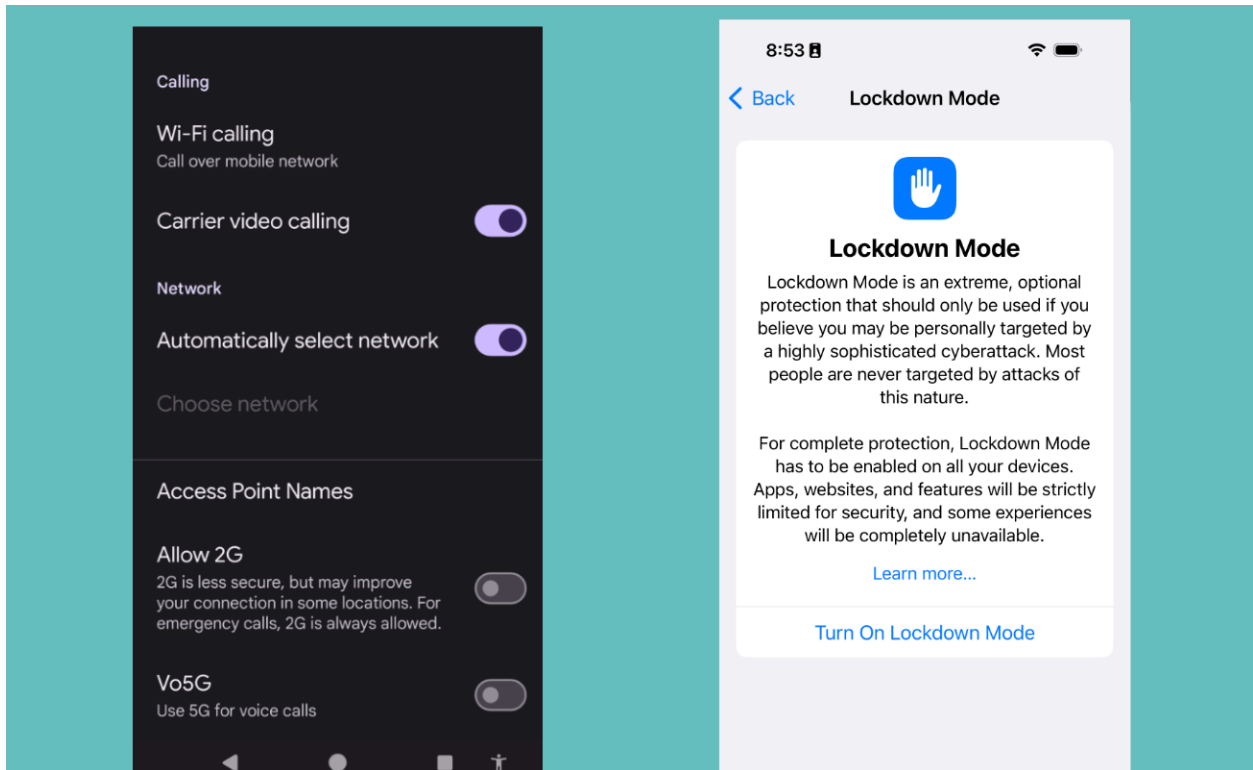 Calling
Wi-Fi calling
Call over mobile network
Carrier video calling
Network
Automatically select network
Choose network
Access Point Names
Allow 2G
2G is less secure, but may improve
your connection in some locations. For
emergency calls, 2G is always allowed.
Vo5G
Use 5G for voice calls
8:53
Back
Lockdown Mode
Lockdown Mode
Lockdown Mode is an extreme, optional
protection that should only be used if you
believe you may be personally targeted by
a highly sophisticated cyberattack. Most
people are never targeted by attacks of
this nature.
For complete protection, Lockdown Mode
has to be enabled on all your devices.
Apps, websites, and features will be strictly
limited for security, and some experiences
will be completely unavailable.
Learn more...
Turn On Lockdown Mode